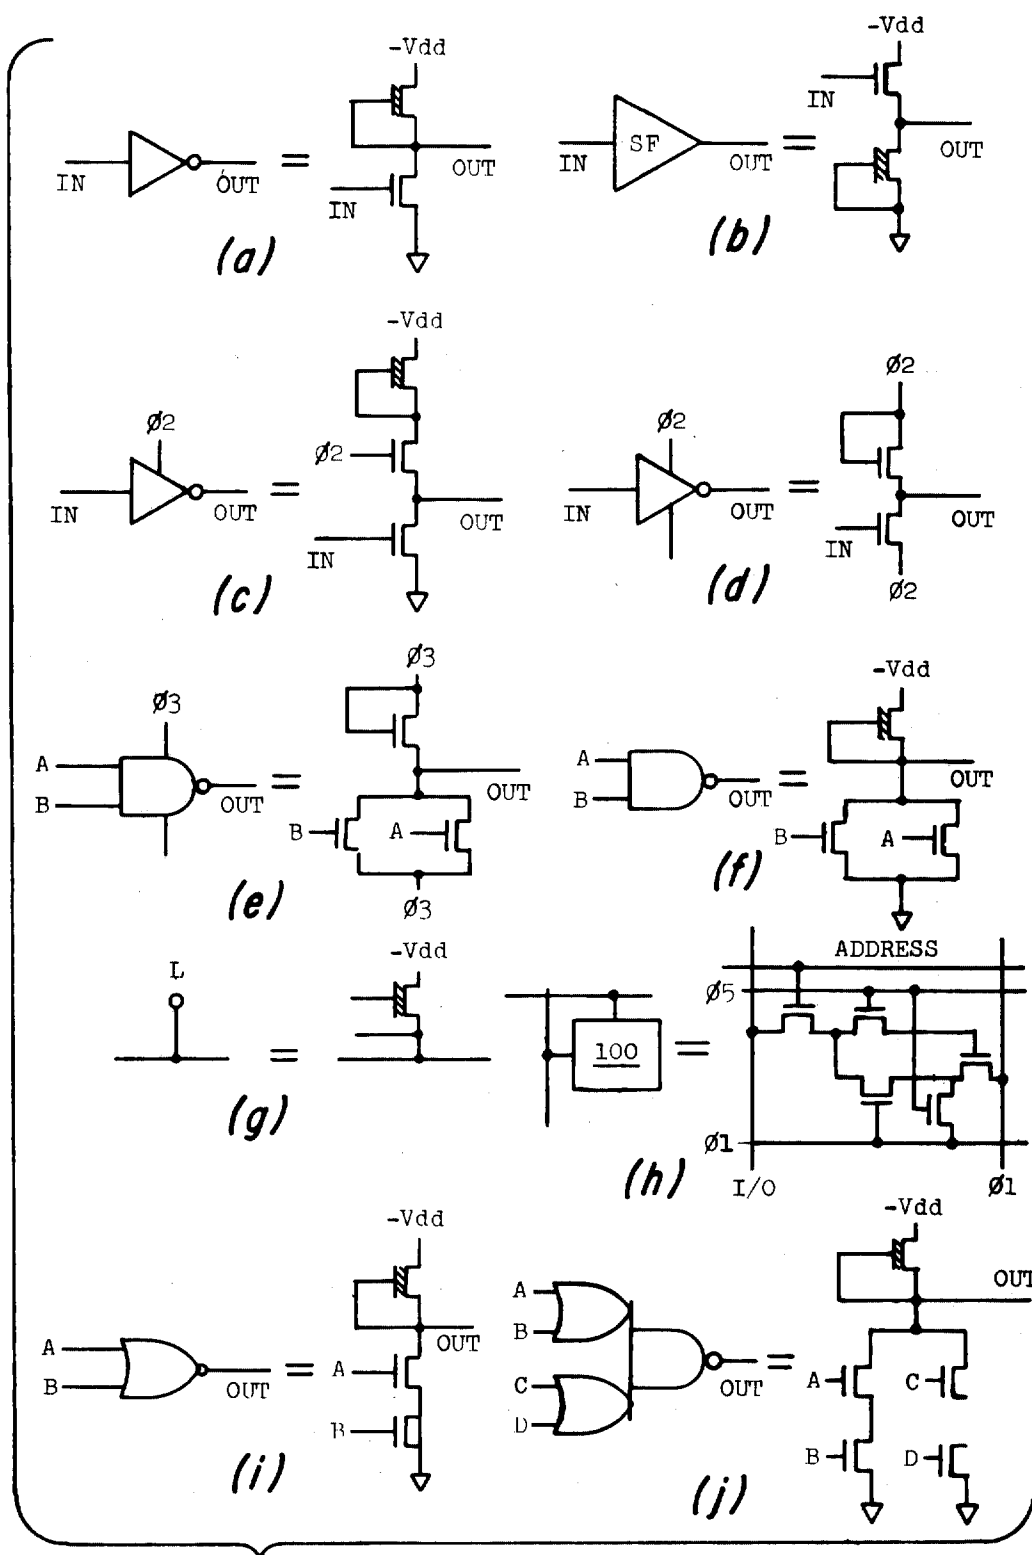 -Vdd
IN
OUT
=
IN
OUT
(a)
-Vdd
IN
SF
OUT
=
IN
OUT
(b)
-Vdd
Ø2
Ø2
IN
OUT
=
OUT
IN
(c)
Ø2
Ø2
IN
OUT
=
OUT
IN
Ø2
(d)
Ø3
Ø3
A
B
OUT
=
OUT
B
A
Ø3
(e)
-Vdd
A
B
OUT
=
OUT
B
A
(f)
L
-Vdd
=
(g)
ADDRESS
Ø5
100
=
Ø1
I/O
Ø1
(h)
-Vdd
A
B
OUT
=
OUT
A
B
(i)
-Vdd
A
B
C
D
OUT
=
OUT
A
C
B
D
(j)